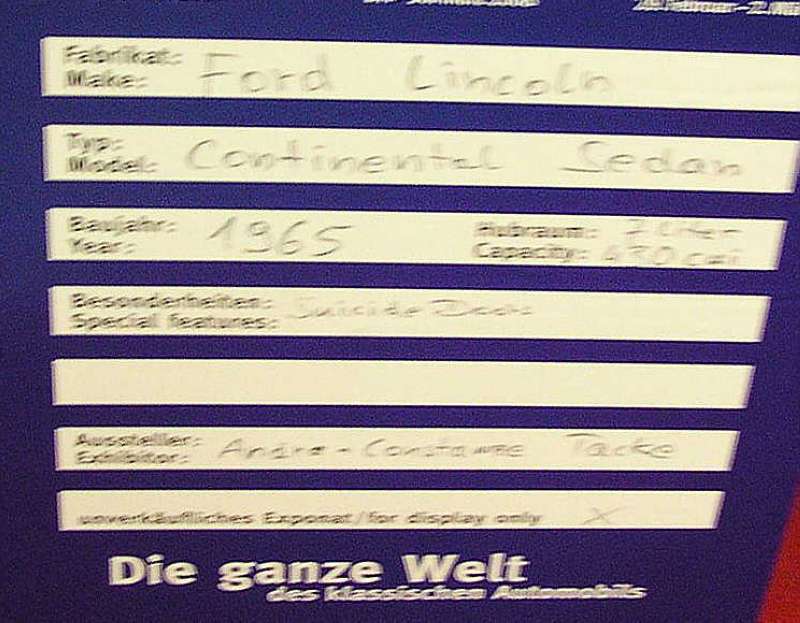 Fabrikat:
Make: Ford Lincoln
Typ:
Model: Continental Sedan
Baujahr: Hubraum: 7 Liter
Year: 1965 Capacity: 430 cui
Besonderheiten:
Special features: Suicide Doors
Aussteller:
Exhibitor: Tacke
unverkäufliches Exponat/for display only X
Die ganze Welt
des klassischen Automobils